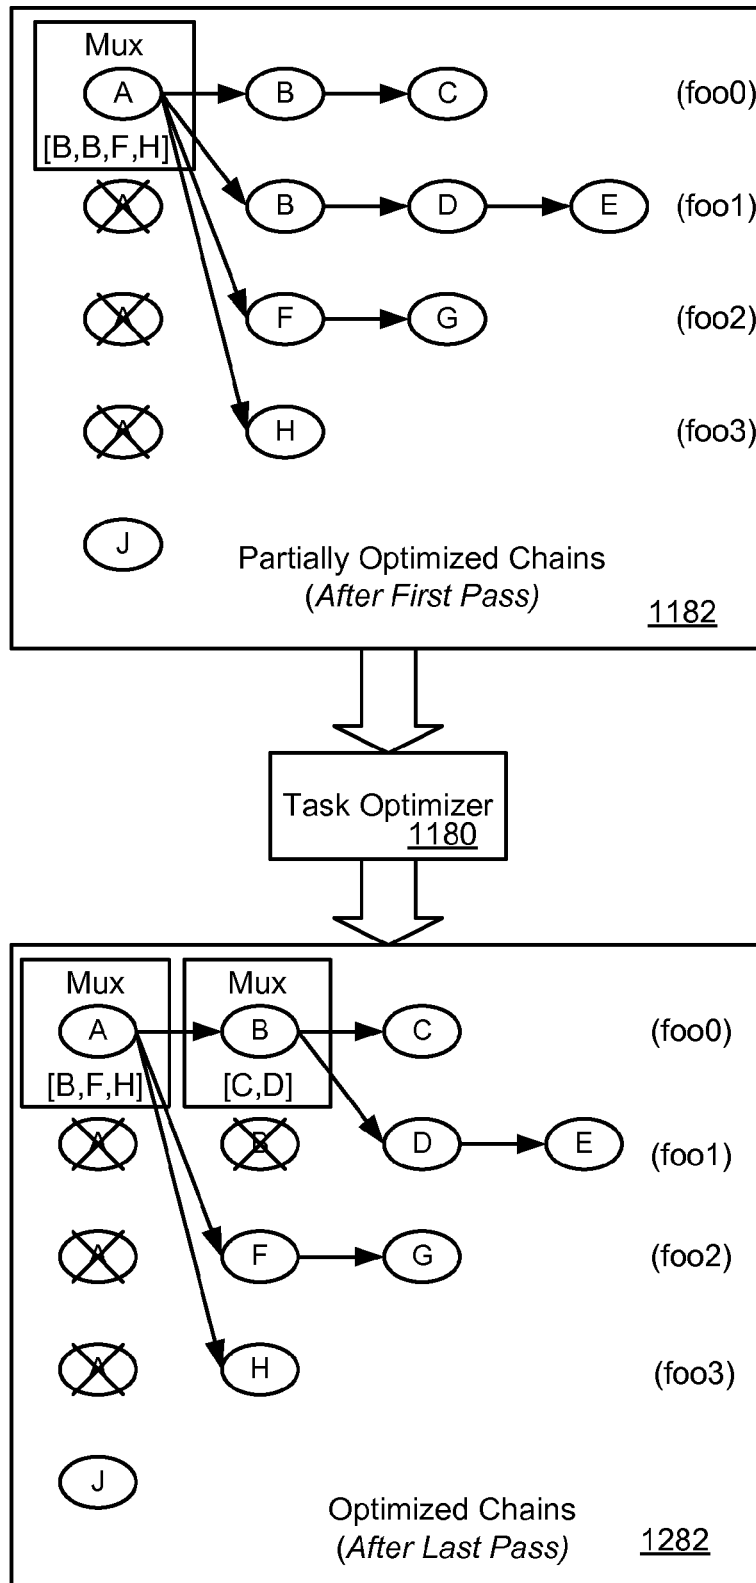 Mux
A B C (foo0)
[B,B,F,H]
A B D E (foo1)
A F G (foo2)
A H (foo3)
J
Partially Optimized Chains
(After First Pass)
1182
Task Optimizer
1180
Mux Mux
A B C (foo0)
[B,F,H] [C,D]
A B D E (foo1)
A F G (foo2)
A H (foo3)
J
Optimized Chains
(After Last Pass)
1282